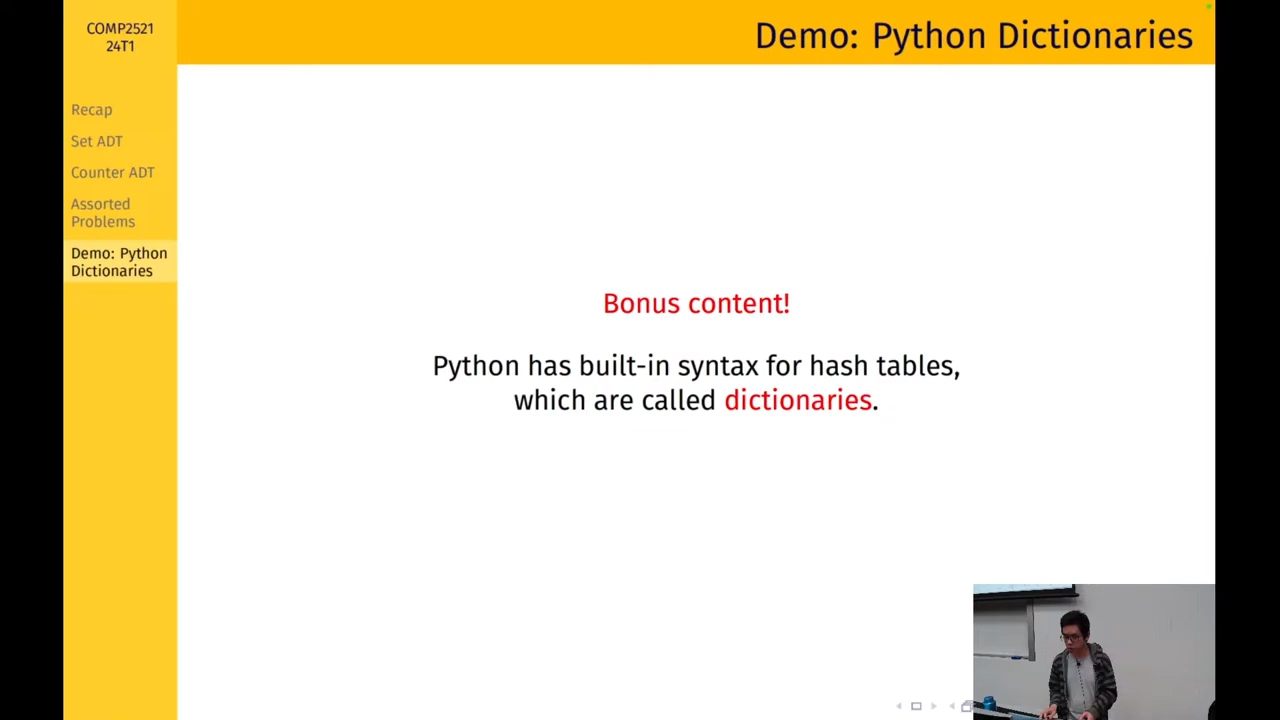 COMP2521
24T1
Demo: Python Dictionaries
Recap
Set ADT
Counter ADT
Assorted
Problems
Demo: Python
Dictionaries
Bonus content!
Python has built-in syntax for hash tables,
which are called dictionaries.